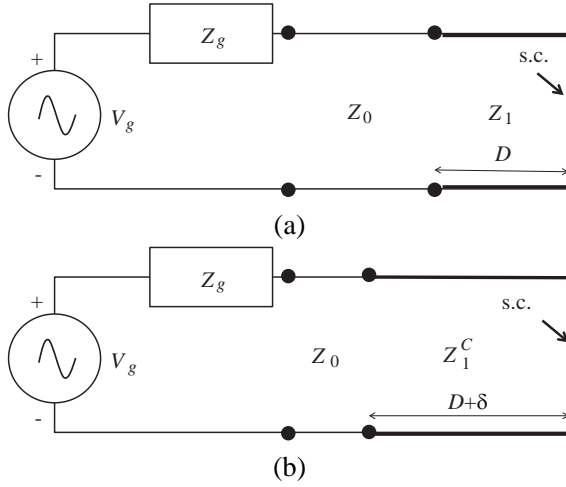 Z_g
s.c.
+
V_g
Z_0
Z_1
-
D
(a)
Z_g
s.c.
+
V_g
Z_0
Z_1^C
-
D+δ
(b)